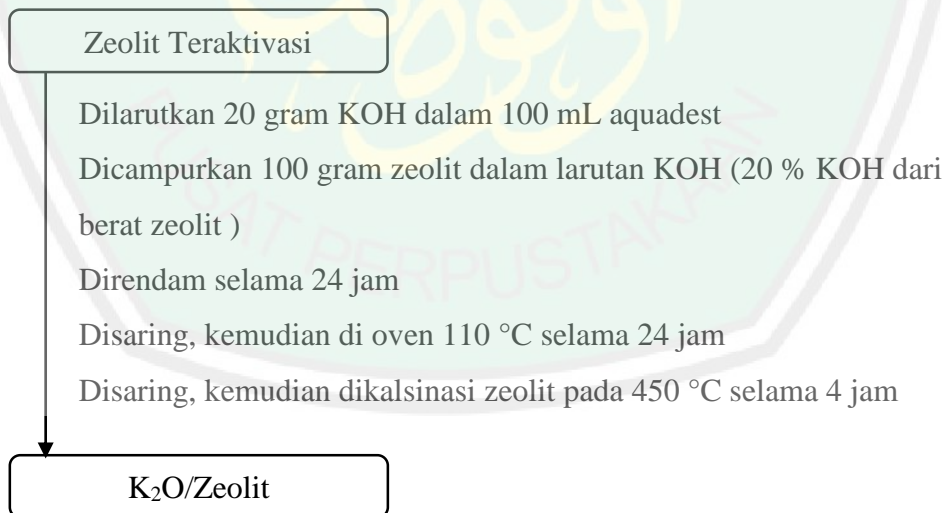 Zeolit Teraktivasi
Dilarutkan 20 gram KOH dalam 100 mL aquadest
Dicampurkan 100 gram zeolit dalam larutan KOH (20 % KOH dari
berat zeolit )
Direndam selama 24 jam
Disaring, kemudian di oven 110 °C selama 24 jam
Disaring, kemudian dikalsinasi zeolit pada 450 °C selama 4 jam
K₂O/Zeolit
PUSAT PERPUSTAKAAN